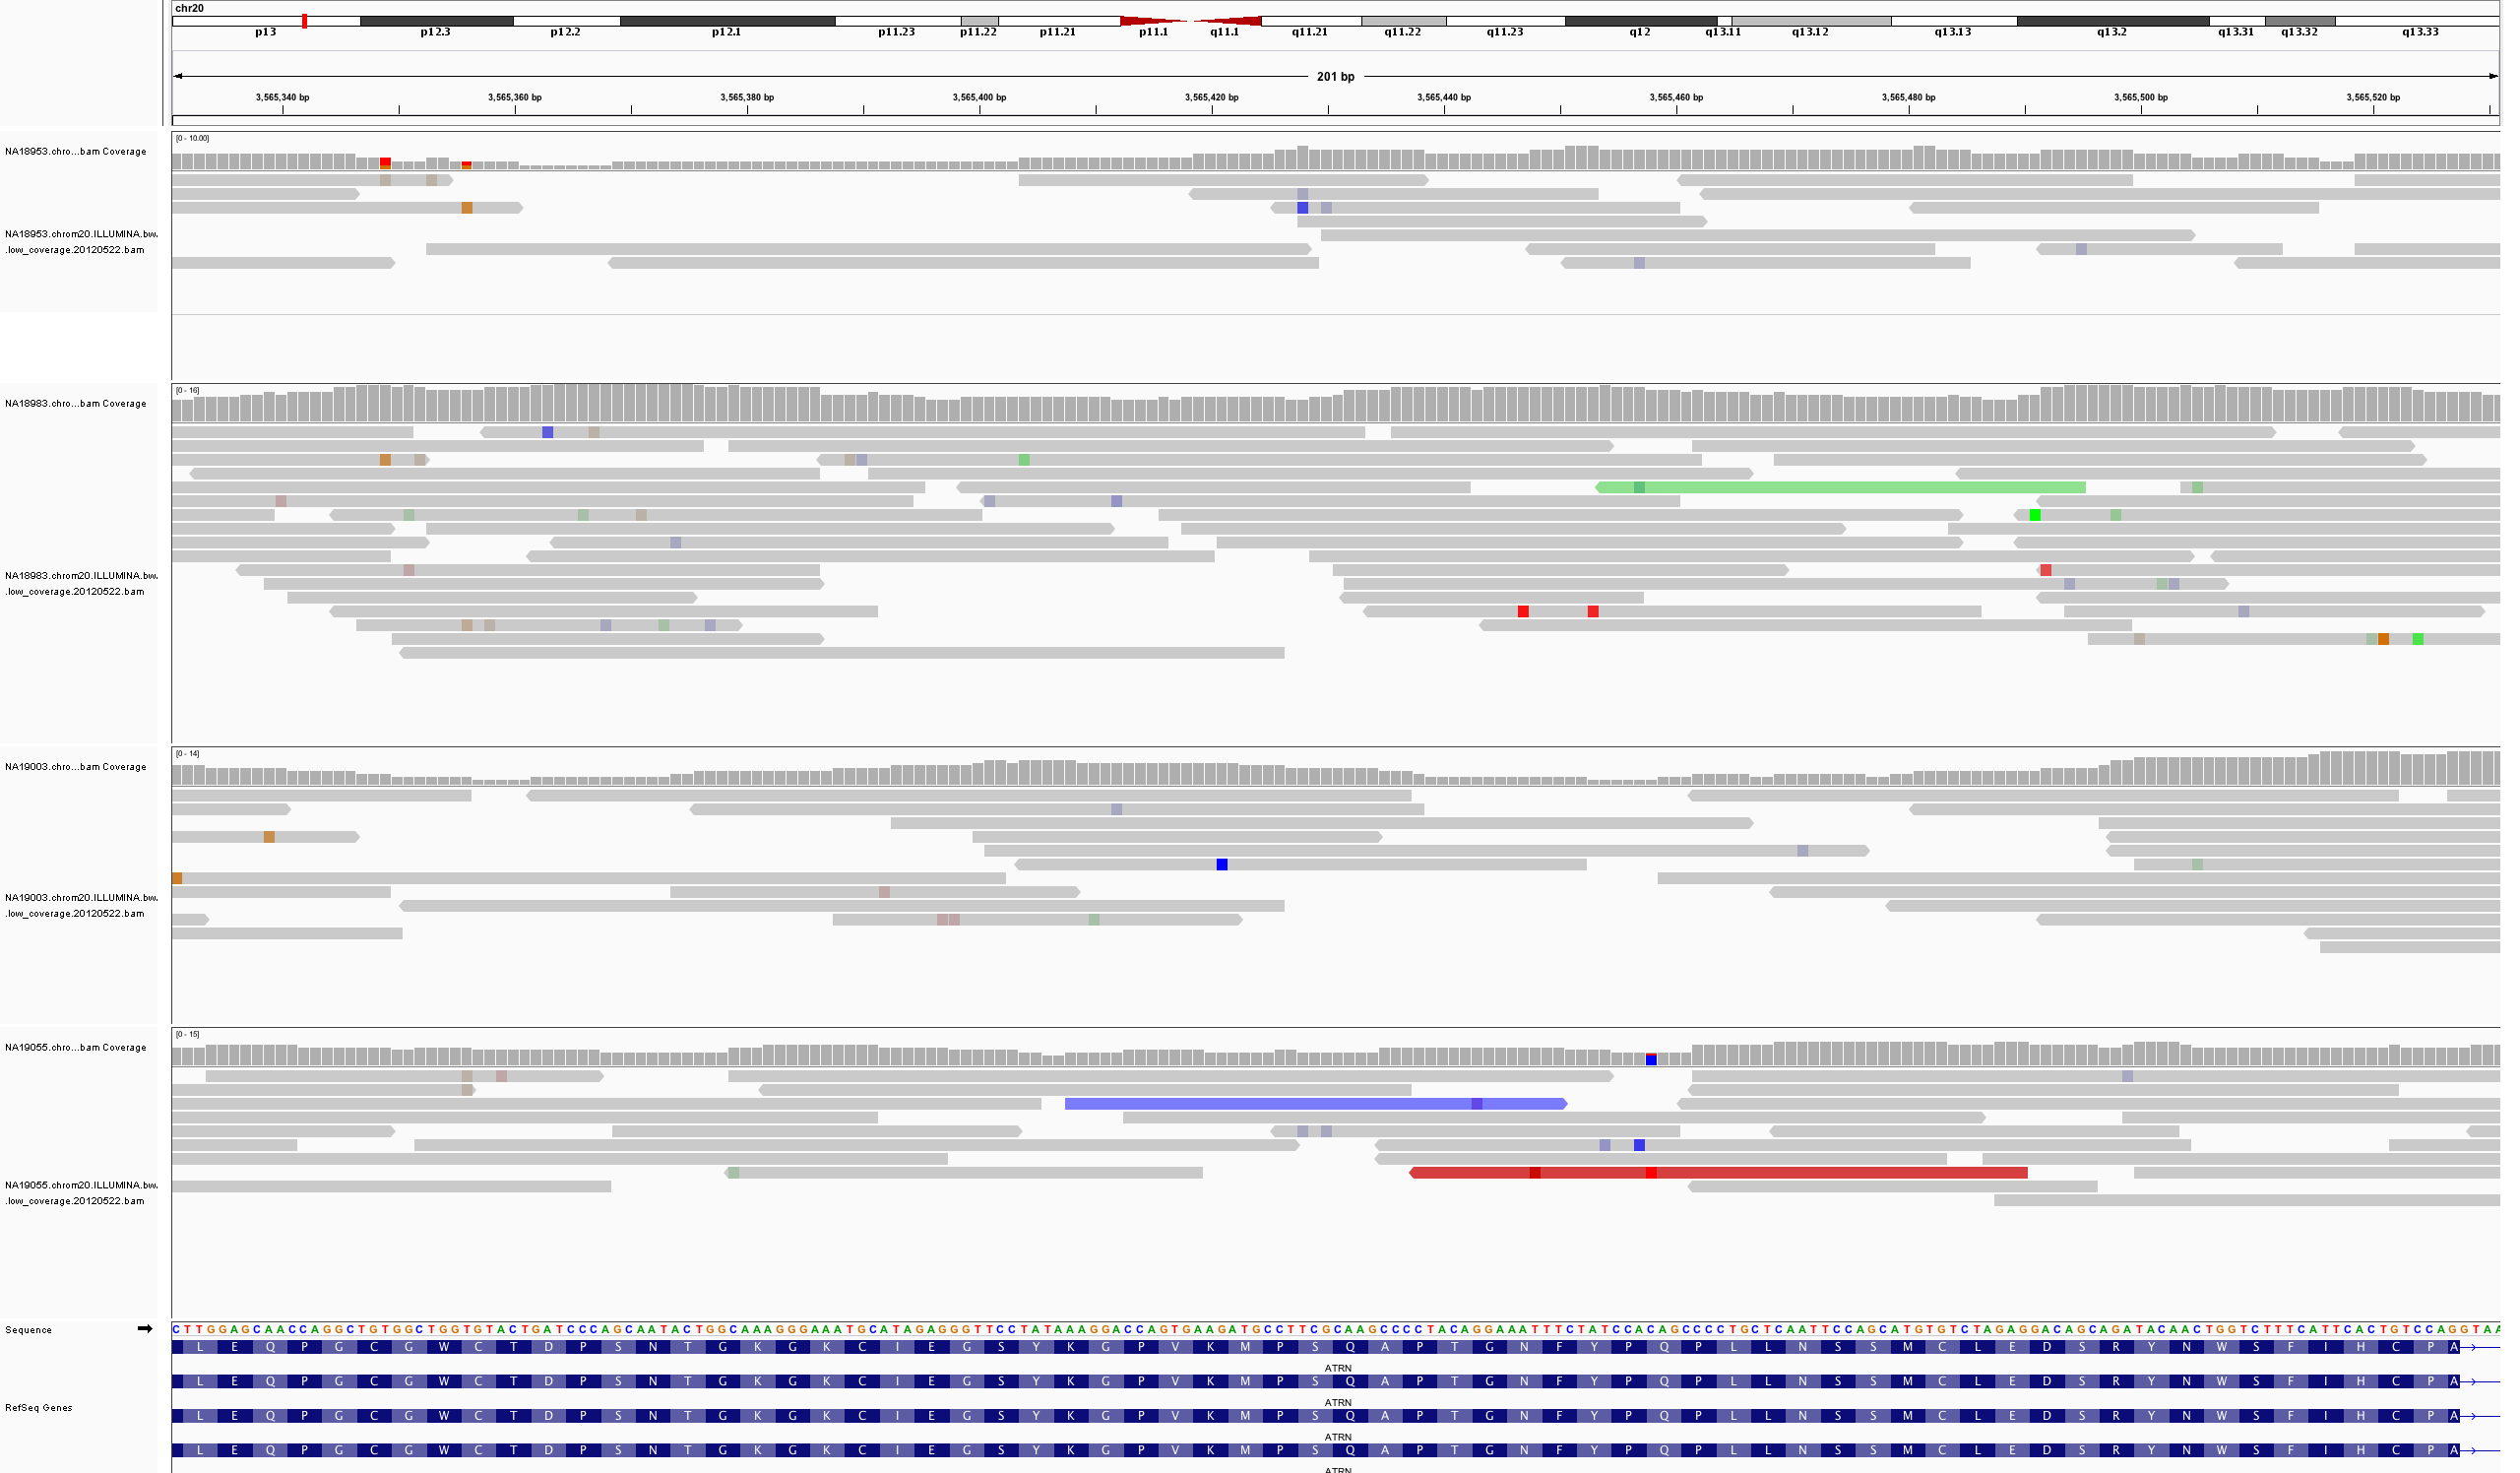 chr20
p13 p12.3 p12.2 p12.1 p11.23 p11.22 p11.21 p11.1 q11.1 q11.21 q11.22 q11.23 q12 q13.11 q13.12 q13.13 q13.2 q13.31 q13.32 q13.33
201 bp
3,565,340 bp 3,565,360 bp 3,565,380 bp 3,565,400 bp 3,565,420 bp 3,565,440 bp 3,565,460 bp 3,565,480 bp 3,565,500 bp 3,565,520 bp
[0 - 10.00]
NA18953.chro...bam Coverage
NA18953.chrom20.ILLUMINA.bw.
.low_coverage.20120522.bam
[0 - 16]
NA18983.chro...bam Coverage
NA18983.chrom20.ILLUMINA.bw.
.low_coverage.20120522.bam
[0 - 14]
NA19003.chro...bam Coverage
NA19003.chrom20.ILLUMINA.bw.
.low_coverage.20120522.bam
[0 - 15]
NA19055.chro...bam Coverage
NA19055.chrom20.ILLUMINA.bw.
.low_coverage.20120522.bam
Sequence CTTGGAGCAACCAGGCTGTGGCTGGTGTACTGATCCCAGCAATACTGGCAAAGGGAAATGCATAGAGGGTTCCTATAAAGGACCAGTGAAGATGCCTTCGCAAGCCCCTACAGGAAATTTCTATCCACAGCCCCTGCTCAATTCCAGCATGTGTCTAGAGGACAGCAGATACAACTGGTCTTTCATTCACTGTCCAGGTAA
L E Q P G C G W C T D P S N T G K G K C I E G S Y K G P V K M P S Q A P T G N F Y P Q P L L N S S M C L E D S R Y N W S F I H C P A
ATRN
L E Q P G C G W C T D P S N T G K G K C I E G S Y K G P V K M P S Q A P T G N F Y P Q P L L N S S M C L E D S R Y N W S F I H C P A
ATRN
RefSeq Genes
L E Q P G C G W C T D P S N T G K G K C I E G S Y K G P V K M P S Q A P T G N F Y P Q P L L N S S M C L E D S R Y N W S F I H C P A
ATRN
L E Q P G C G W C T D P S N T G K G K C I E G S Y K G P V K M P S Q A P T G N F Y P Q P L L N S S M C L E D S R Y N W S F I H C P A
ATRN